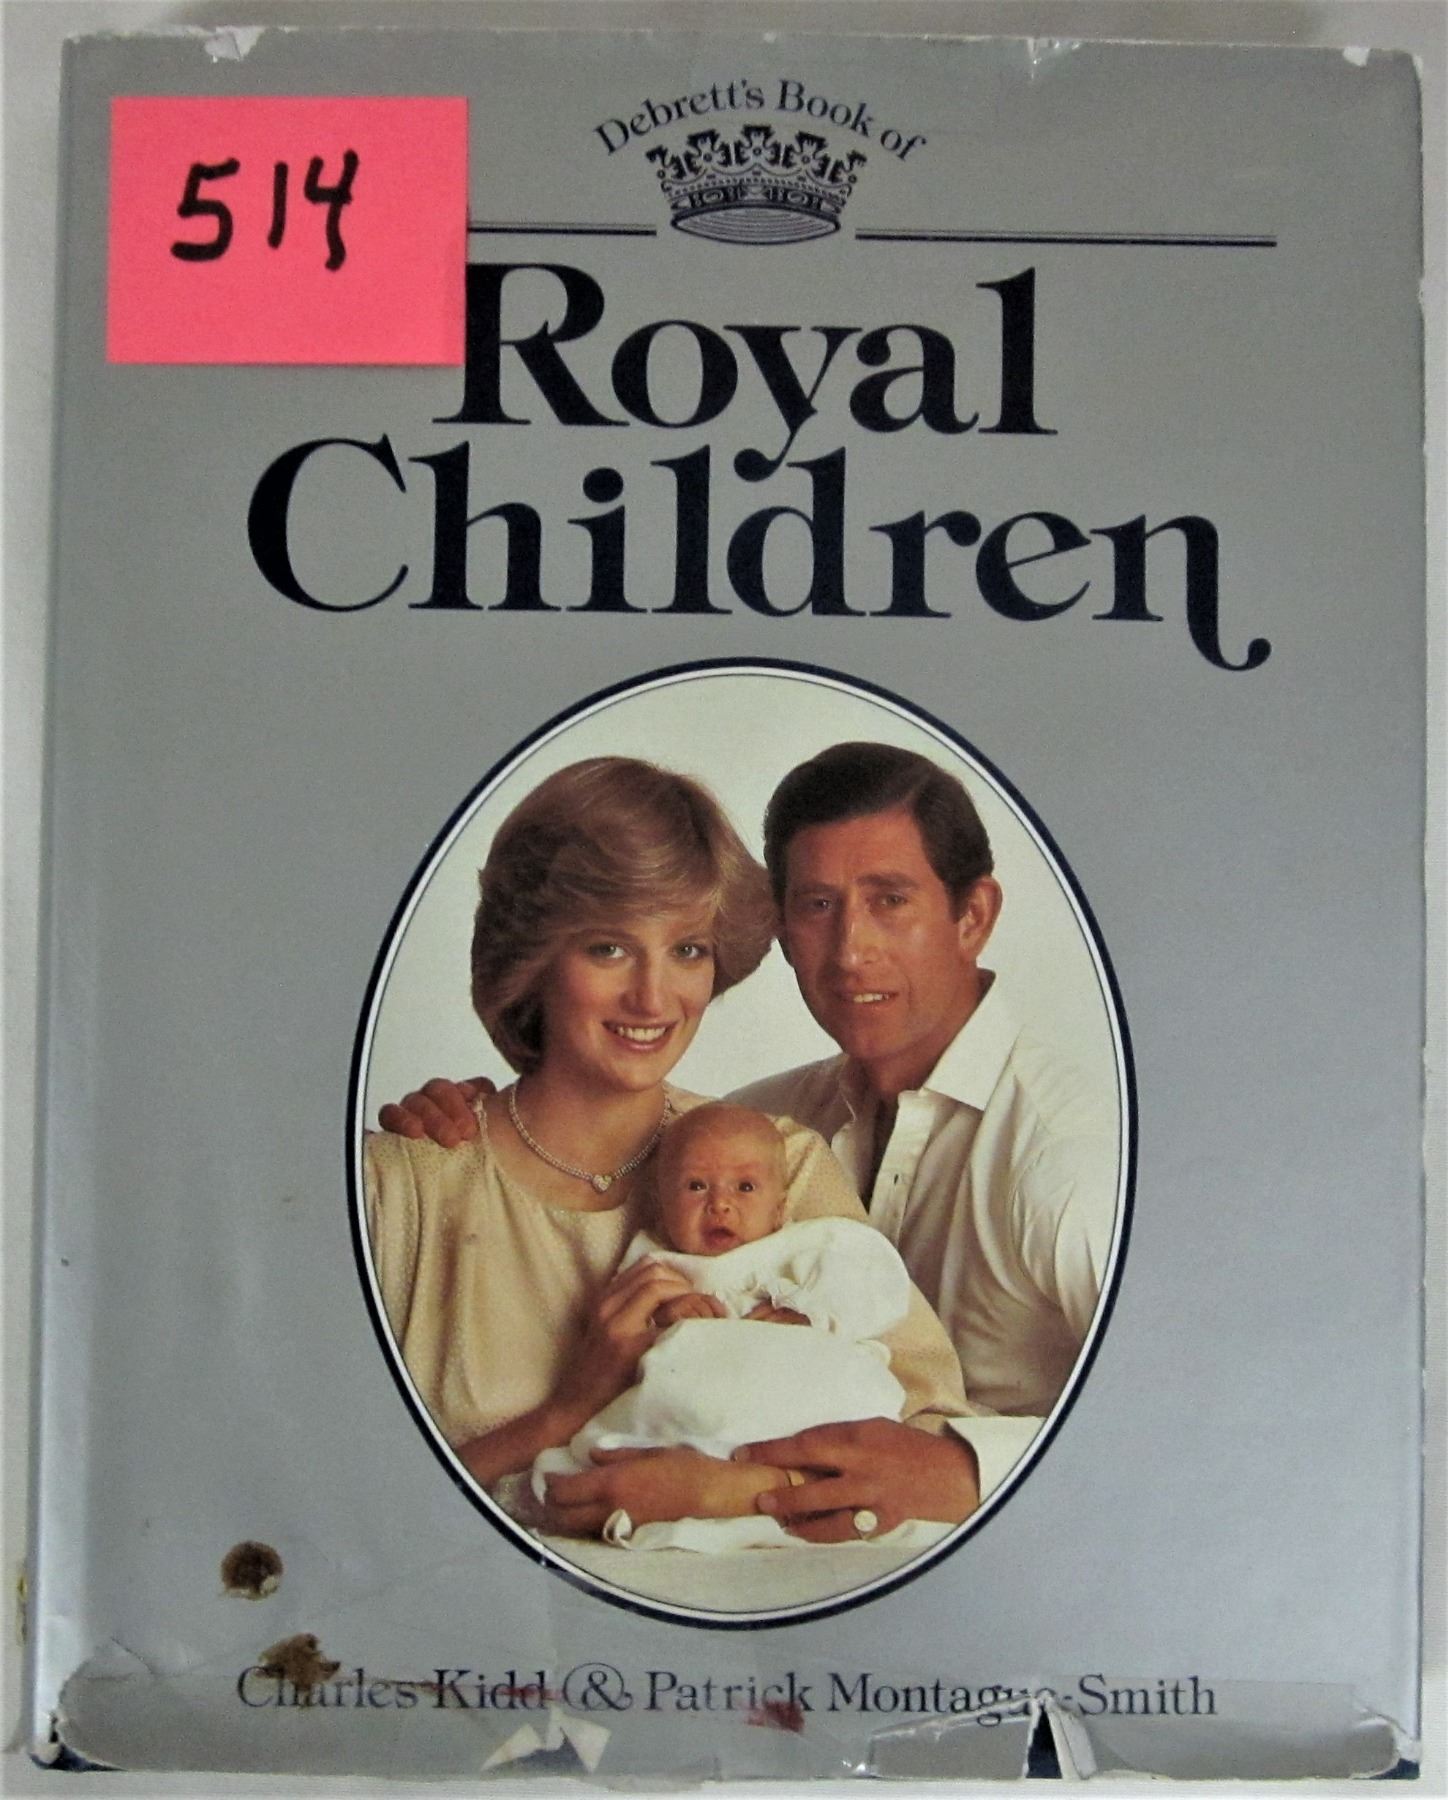 514
Debrett's Book of
Royal
Children
Charles Kidd & Patrick Montague-Smith